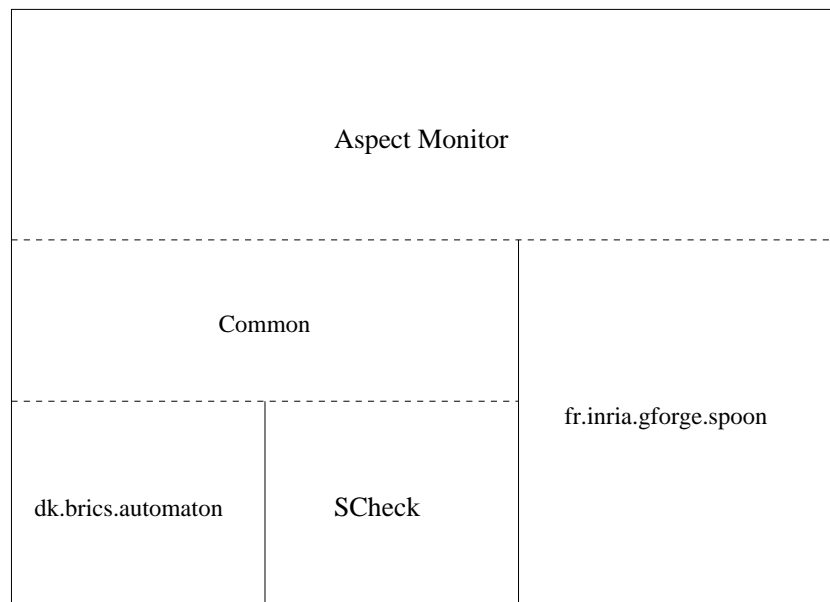 Aspect Monitor
Common
fr.inria.gforge.spoon
dk.brics.automaton
SCheck